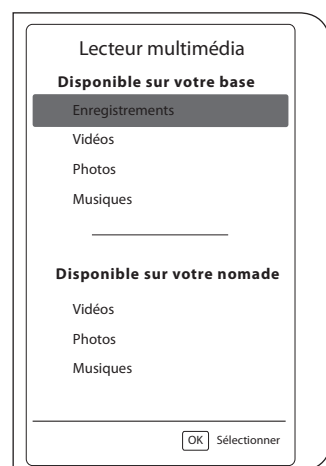 Lecteur multimédia
Disponible sur votre base
Enregistrements
Vidéos
Photos
Musiques
Disponible sur votre nomade
Vidéos
Photos
Musiques
OK Sélectionner